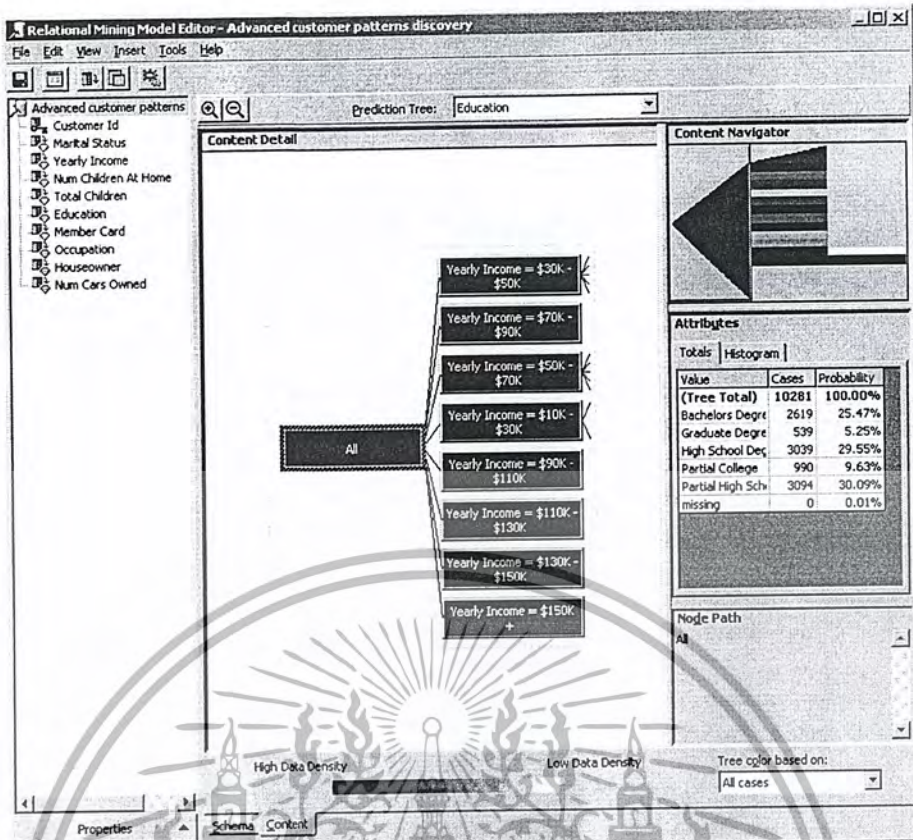 Relational Mining Model Editor - Advanced customer patterns discovery
File Edit View Insert Tools Help
Advanced customer patterns
Customer Id
Marital Status
Yearly Income
Num Children At Home
Total Children
Education
Member Card
Occupation
Houseowner
Num Cars Owned
Prediction Tree: Education
Content Detail
All
Yearly Income = $30K -
$50K
Yearly Income = $70K -
$90K
Yearly Income = $50K -
$70K
Yearly Income = $10K -
$30K
Yearly Income = $90K -
$110K
Yearly Income = $110K -
$130K
Yearly Income = $130K -
$150K
Yearly Income = $150K
+
High Data Density Low Data Density
Content Navigator
Attributes
Totals Histogram
Value Cases Probability
(Tree Total) 10281 100.00%
Bachelors Degre 2619 25.47%
Graduate Degre 539 5.25%
High School Deg 3039 29.55%
Partial College 990 9.63%
Partial High Sch 3094 30.09%
missing 0 0.01%
Node Path
All
Tree color based on:
All cases
Properties
Schema Content